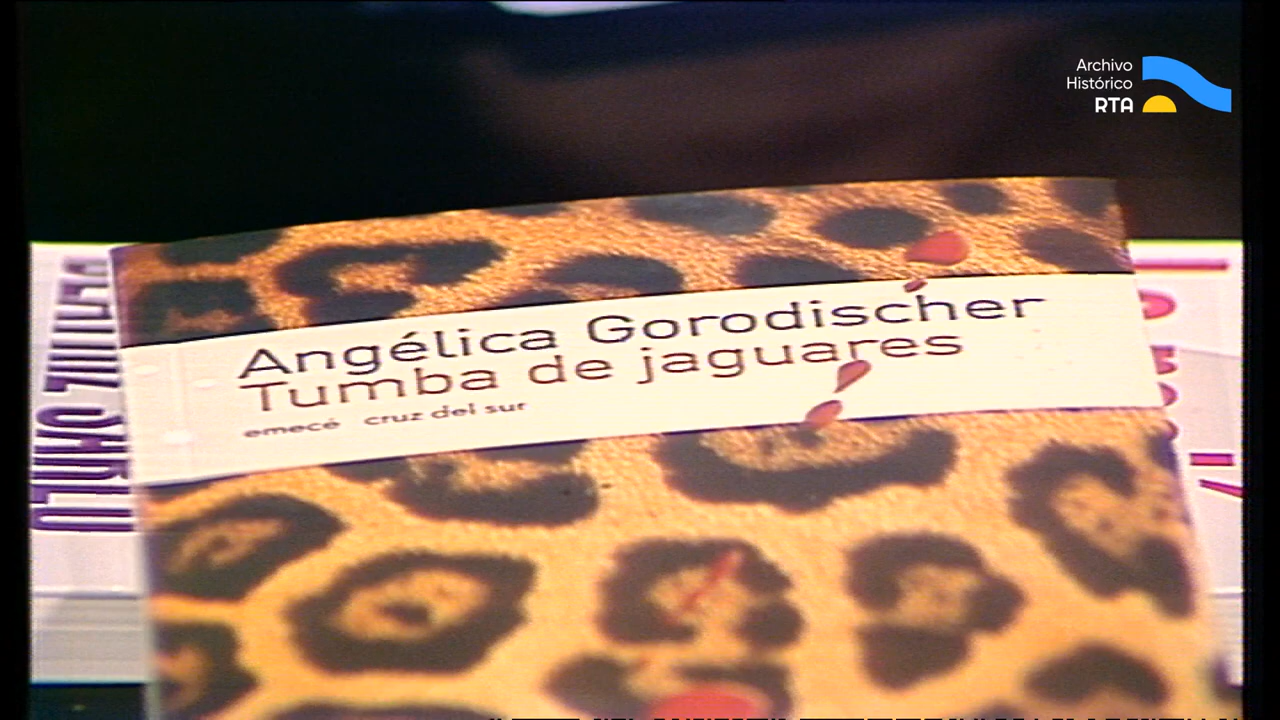 Archivo
Histórico
RTA
Angélica Gorodischer
Tumba de jaguares
emecé cruz del sur